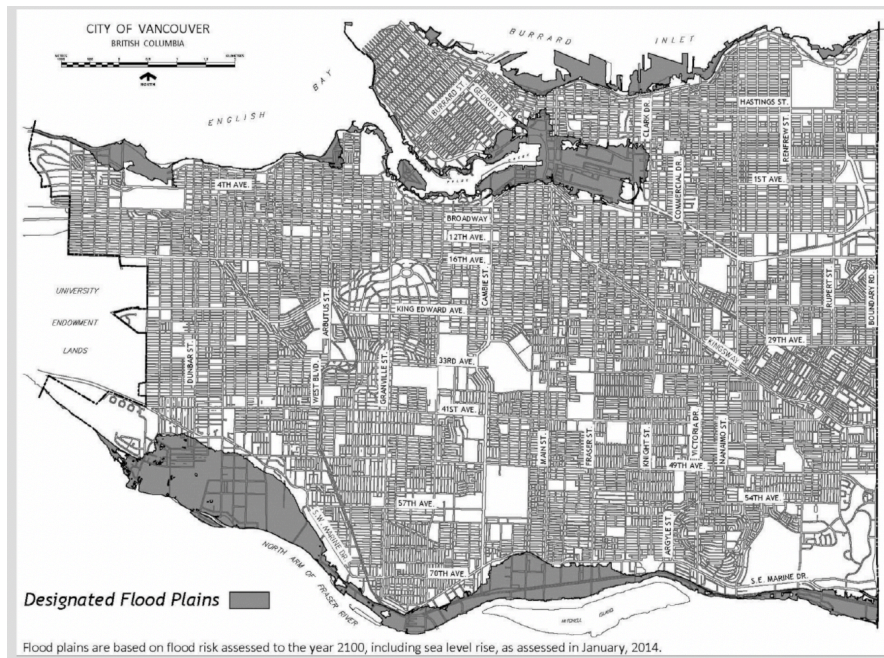 CITY OF VANCOUVER
BRITISH COLUMBIA
NORTH
BURRARD INLET
ENGLISH BAY
BURRARD ST.
GEORGIA ST.
CLARK DR.
HASTINGS ST.
RENFREW ST.
COMMERCIAL DR.
1ST AVE.
4TH AVE.
FALSE CREEK
BROADWAY
12TH AVE.
16TH AVE.
CAMBIE ST.
UNIVERSITY
ENDOWMENT
LANDS
ARBUTUS ST.
KING EDWARD AVE.
RUPERT ST.
BOUNDARY RD.
DUNBAR ST.
WEST BLVD.
GRANVILLE ST.
33RD AVE.
KINGSWAY
29TH AVE.
41ST AVE.
MAIN ST.
FRASER ST.
KNIGHT ST.
VICTORIA DR.
NANAIMO ST.
49TH AVE.
57TH AVE.
54TH AVE.
S.W. MARINE DR.
ARGYLE ST.
NORTH ARM OF FRASER RIVER
70TH AVE.
S.E. MARINE DR.
MITCHELL ISLAND
Designated Flood Plains
Flood plains are based on flood risk assessed to the year 2100, including sea level rise, as assessed in January, 2014.